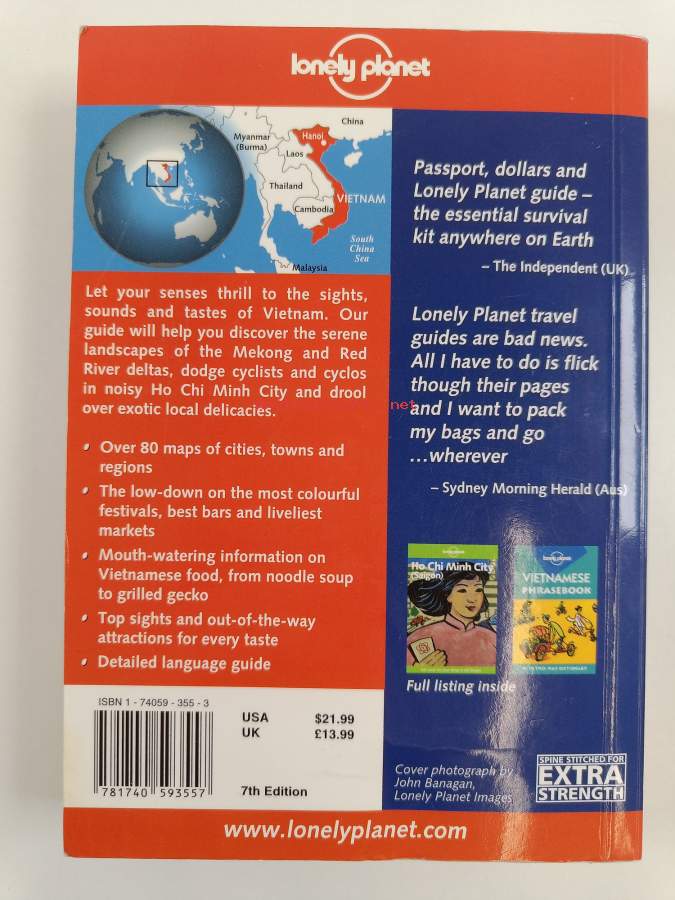 lonely planet
China
Myanmar
(Burma)
Hanoi
Laos
Thailand
VIETNAM
Cambodia
South
China
Sea
Malaysia
Let your senses thrill to the sights,
sounds and tastes of Vietnam. Our
guide will help you discover the serene
landscapes of the Mekong and Red
River deltas, dodge cyclists and cyclos
in noisy Ho Chi Minh City and drool
over exotic local delicacies.
• Over 80 maps of cities, towns and
regions
• The low-down on the most colourful
festivals, best bars and liveliest
markets
• Mouth-watering information on
Vietnamese food, from noodle soup
to grilled gecko
• Top sights and out-of-the-way
attractions for every taste
• Detailed language guide
ISBN 1 - 74059 - 355 - 3
781740 593557
USA $21.99
UK £13.99
7th Edition
Passport, dollars and
Lonely Planet guide –
the essential survival
kit anywhere on Earth
– The Independent (UK)
Lonely Planet travel
guides are bad news.
All I have to do is flick
though their pages
and I want to pack
my bags and go
...wherever
– Sydney Morning Herald (Aus)
net
Ho Chi Minh City
(Saigon)
lonely planet
VIETNAMESE
PHRASEBOOK
Full listing inside
Cover photograph by
John Banagan,
Lonely Planet Images
SPINE STITCHED FOR
EXTRA
STRENGTH
www.lonelyplanet.com